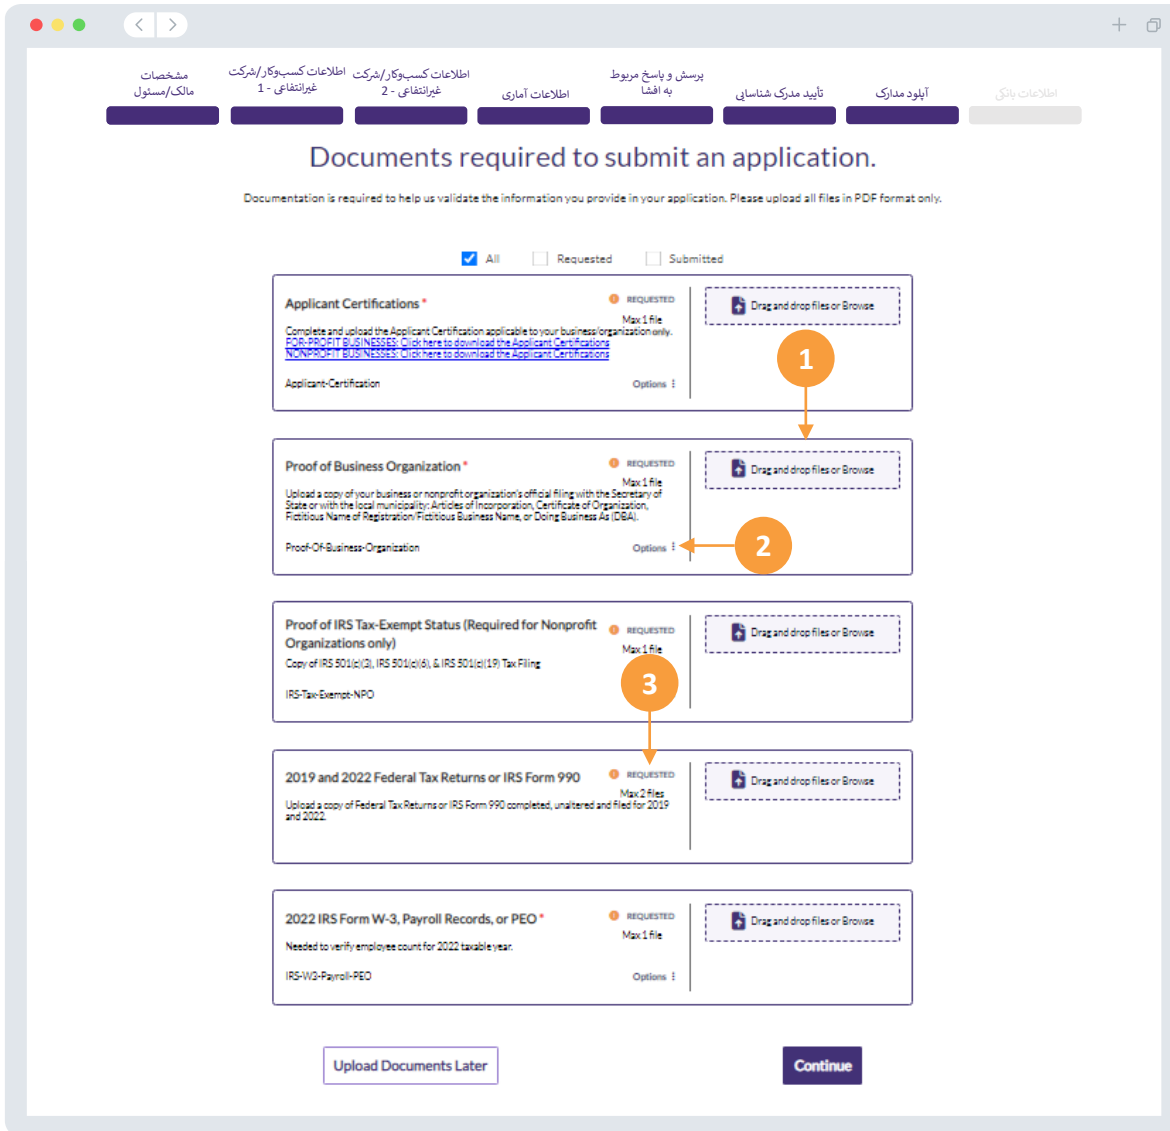 مشخصات
مالک/مسئول
اطلاعات کسب‌وکار/شرکت
غیرانتفاعی - 1
اطلاعات کسب‌وکار/شرکت
غیرانتفاعی - 2
اطلاعات آماری
پرسش و پاسخ مربوط
به افشا
تأیید مدرک شناسایی
آپلود مدارک
اطلاعات بانکی
Documents required to submit an application.
Documentation is required to help us validate the information you provide in your application. Please upload all files in PDF format only.
All Requested Submitted
Applicant Certifications *
REQUESTED
Max 1 file
Complete and upload the Applicant Certification applicable to your business/organization only.
FOR-PROFIT BUSINESSES: Click here to download the Applicant Certifications
NONPROFIT BUSINESSES: Click here to download the Applicant Certifications
Applicant-Certification
Options
Drag and drop files or Browse
1
Proof of Business Organization *
REQUESTED
Max 1 file
Upload a copy of your business or nonprofit organization's official filing with the Secretary of
State or with the local municipality: Articles of Incorporation, Certificate of Organization,
Fictitious Name of Registration/Fictitious Business Name, or Doing Business As (DBA).
Proof-Of-Business-Organization
Options
Drag and drop files or Browse
2
Proof of IRS Tax-Exempt Status (Required for Nonprofit
Organizations only)
REQUESTED
Max 1 file
Copy of IRS 501(c)(3), IRS 501(c)(6), & IRS 501(c)(19) Tax Filing
IRS-Tax-Exempt-NPO
Drag and drop files or Browse
3
2019 and 2022 Federal Tax Returns or IRS Form 990
REQUESTED
Max 2 files
Upload a copy of Federal Tax Returns or IRS Form 990 completed, unaltered and filed for 2019
and 2022.
Drag and drop files or Browse
2022 IRS Form W-3, Payroll Records, or PEO *
REQUESTED
Max 1 file
Needed to verify employee count for 2022 taxable year.
IRS-W3-Payroll-PEO
Options
Drag and drop files or Browse
Upload Documents Later
Continue